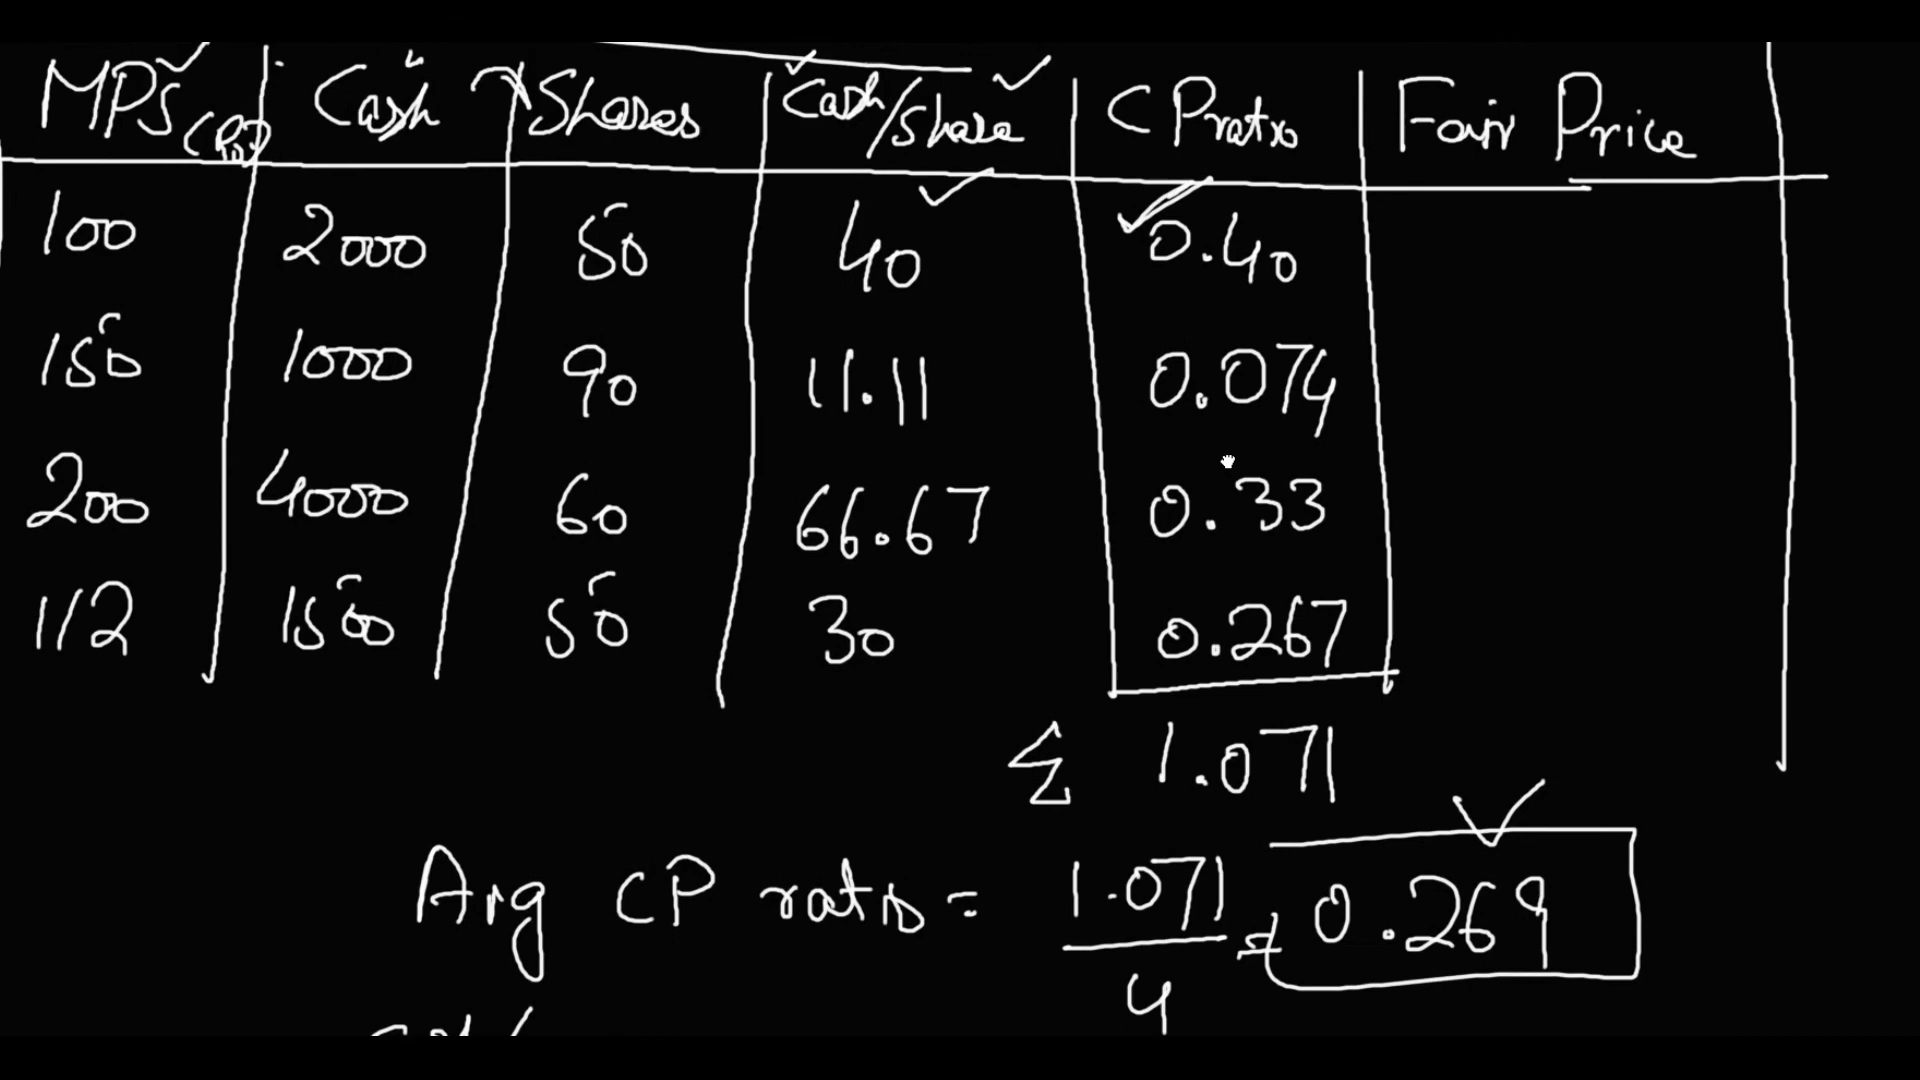 MPS (P0) Cash Shares Cash/Share CP ratio Fair Price
100 2000 50 40 0.40
150 1000 90 11.11 0.074
200 4000 60 66.67 0.33
112 1500 50 30 0.267
Σ 1.071
Avg CP ratio = 1.071 / 4 = 0.269